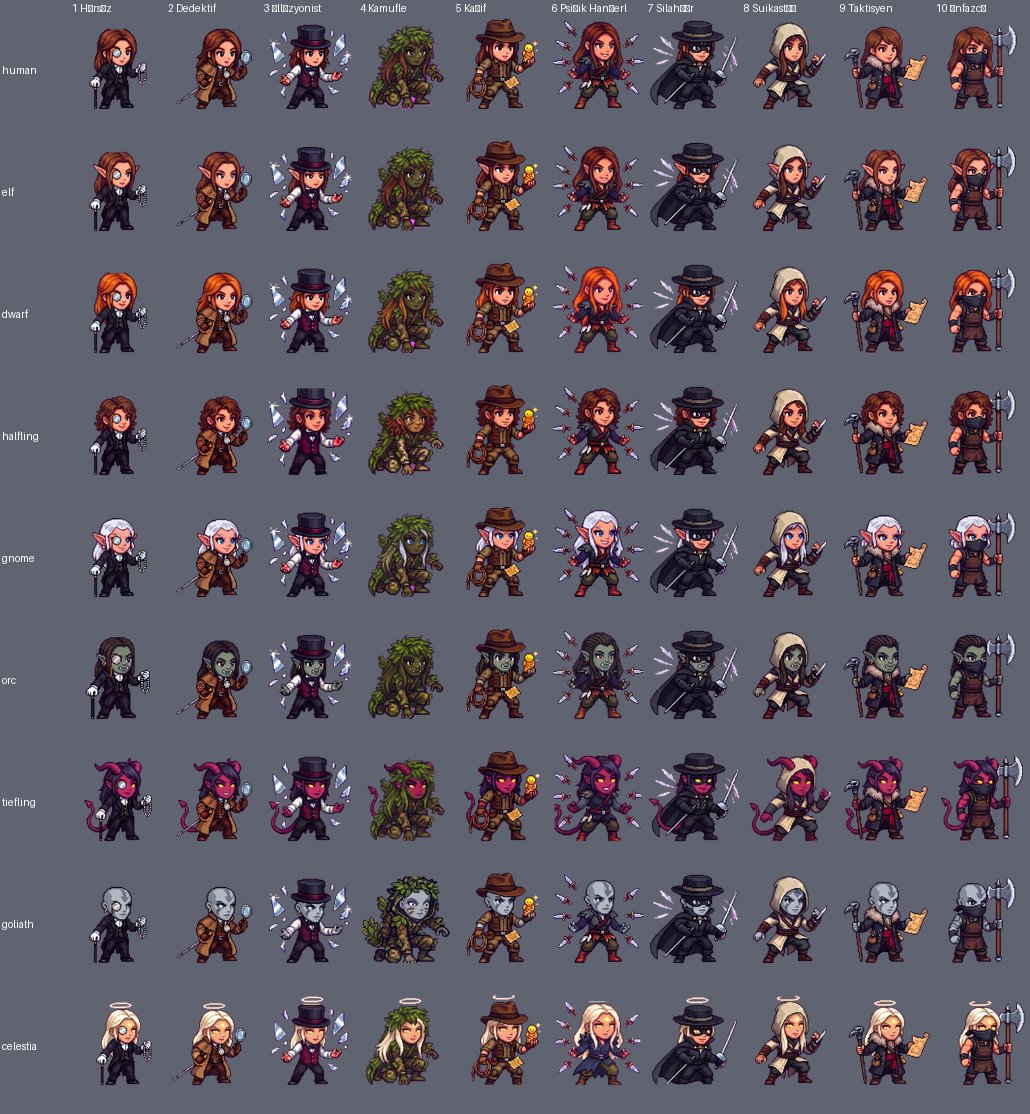 1 2 Dedektif 3 4 Kamufle 5 6 7 8 9 Taktisyen 10
human
elf
dwarf
halfling
gnome
orc
tiefling
goliath
celestia